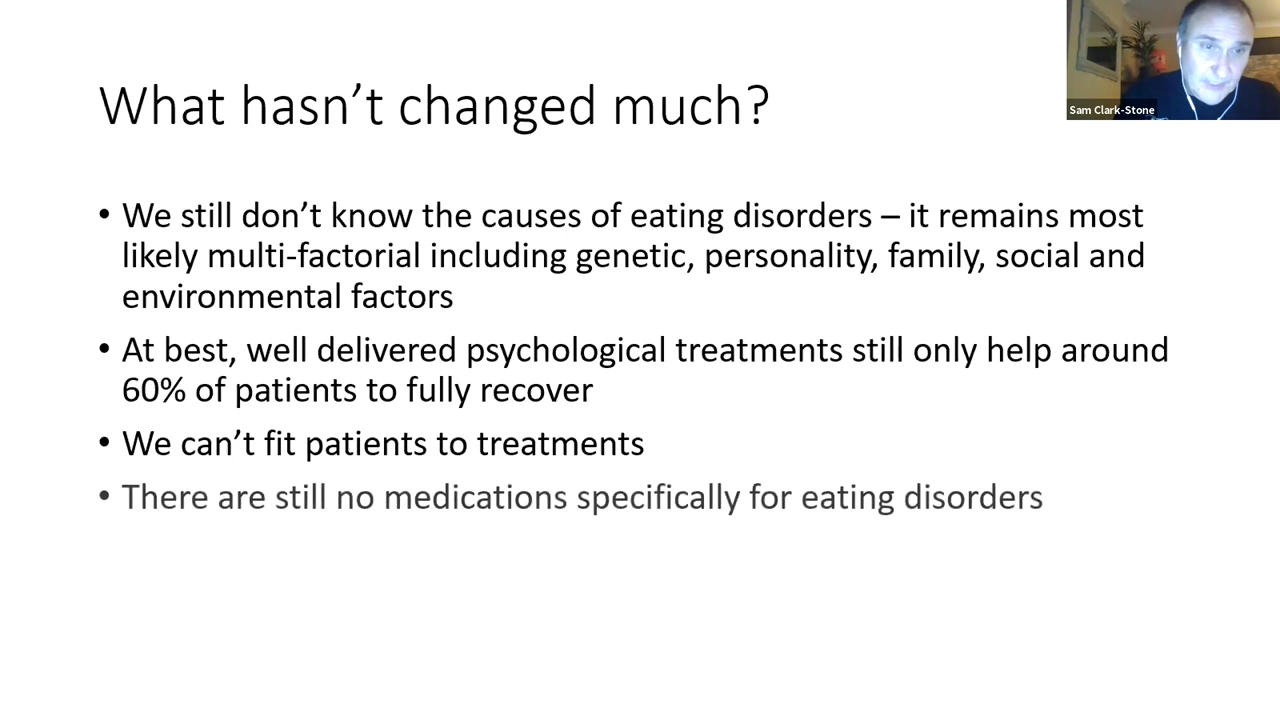 What hasn’t changed much?
Sam Clark-Stone
• We still don’t know the causes of eating disorders – it remains most
likely multi-factorial including genetic, personality, family, social and
environmental factors
• At best, well delivered psychological treatments still only help around
60% of patients to fully recover
• We can’t fit patients to treatments
• There are still no medications specifically for eating disorders